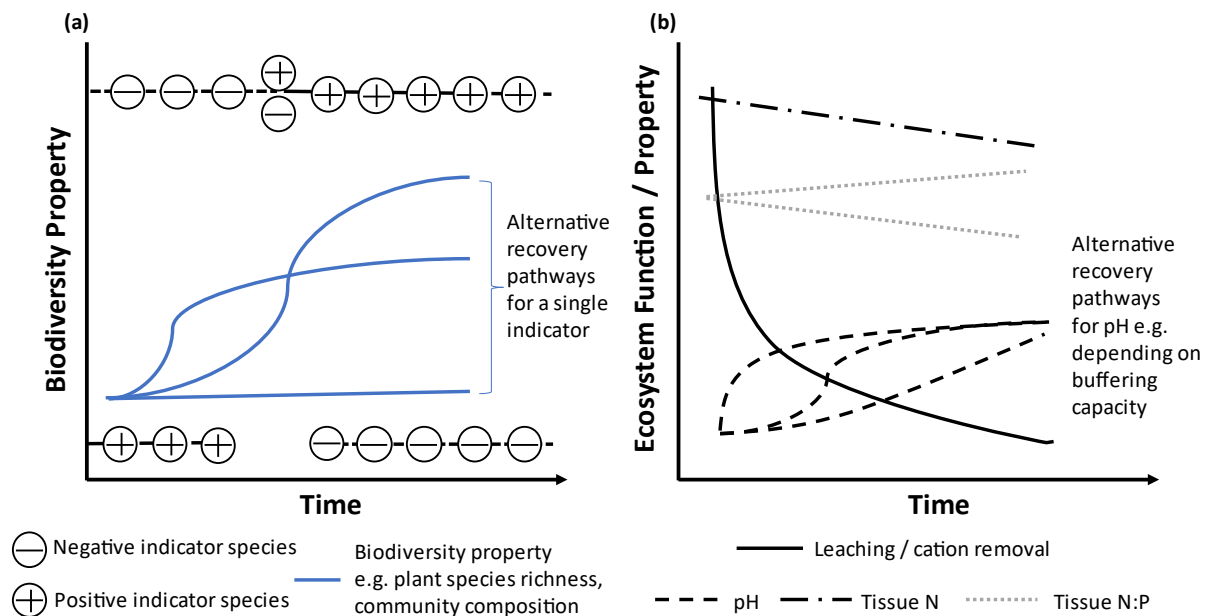 (a)
Biodiversity Property
Alternative
recovery
pathways
for a single
indicator
Time
Negative indicator species
Positive indicator species
Biodiversity property
e.g. plant species richness,
community composition
(b)
Ecosystem Function / Property
Alternative
recovery
pathways
for pH e.g.
depending on
buffering
capacity
Time
Leaching / cation removal
pH
Tissue N
Tissue N:P